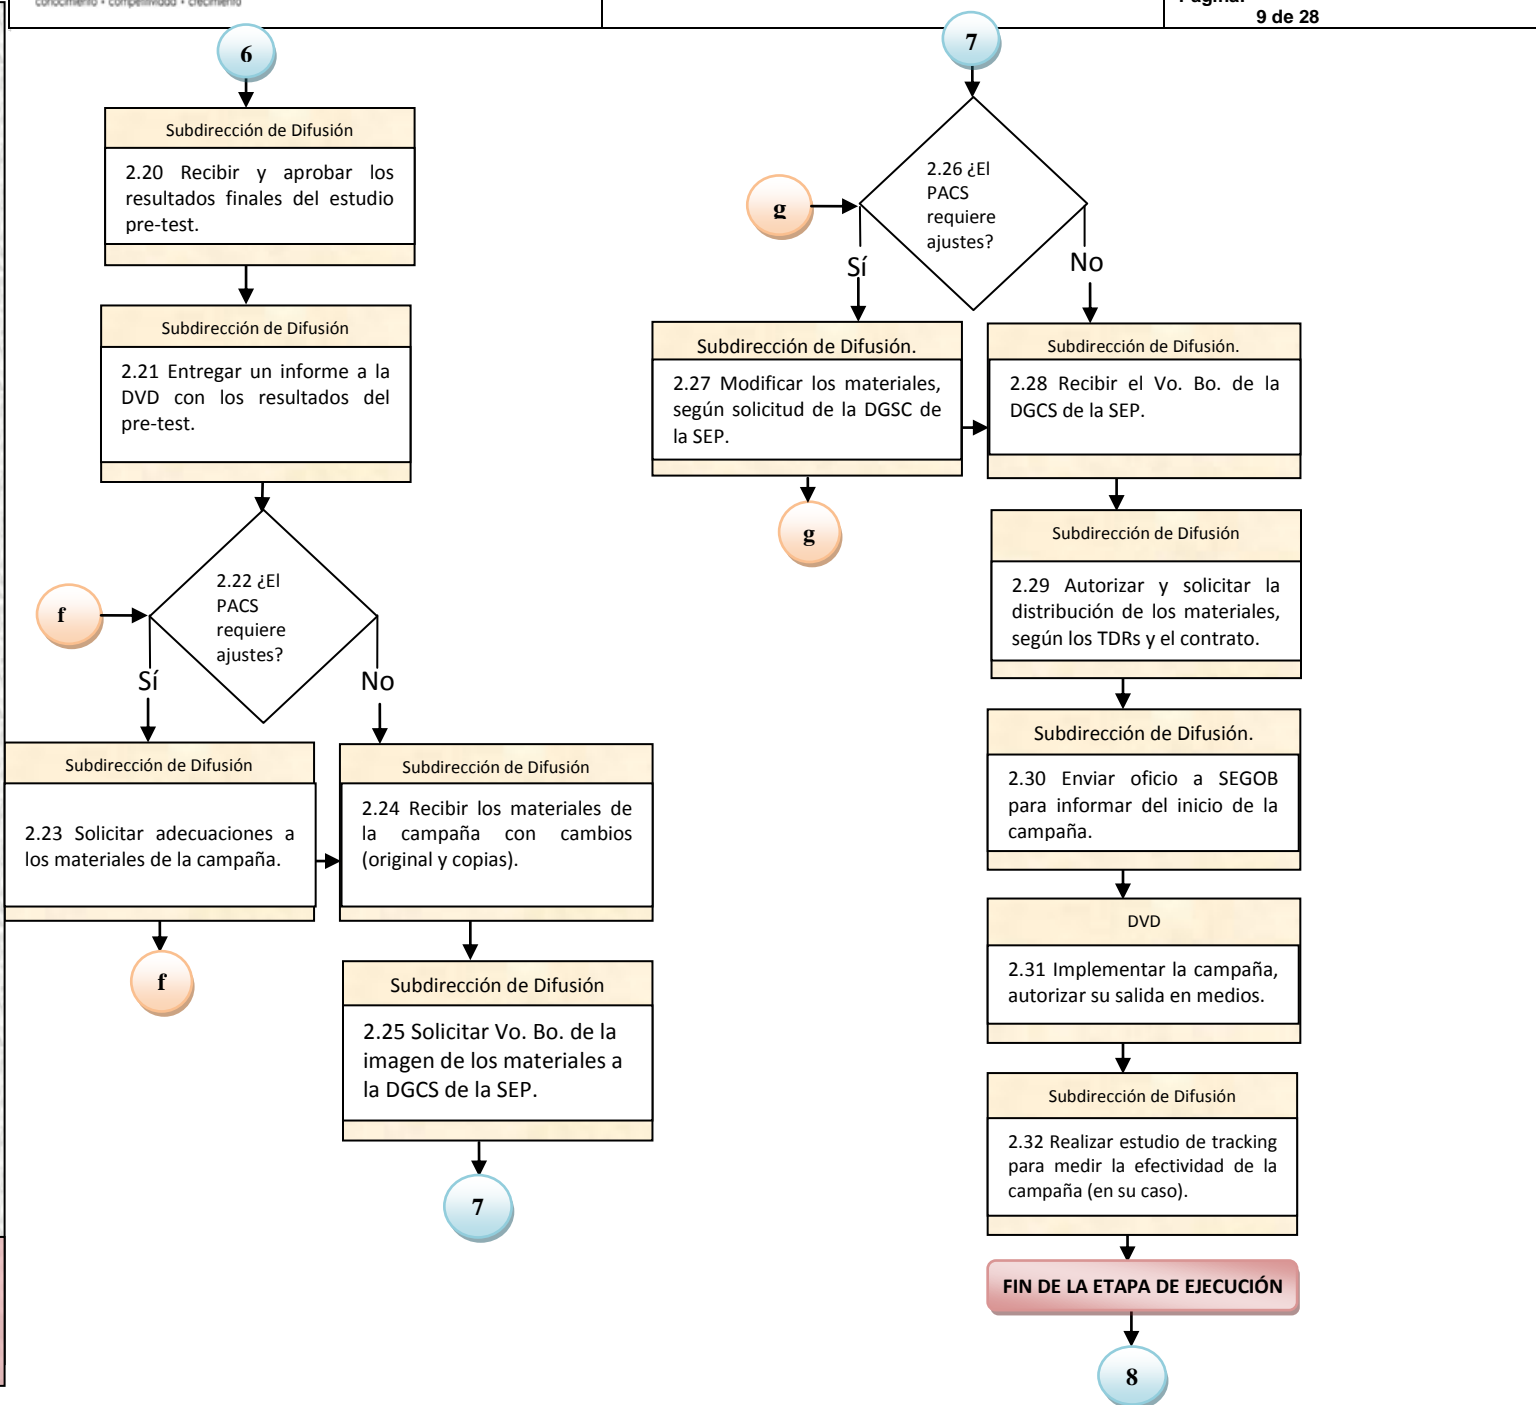 conocimiento • competitividad • crecimiento
Página:
9 de 28
6
Subdirección de Difusión
2.20 Recibir y aprobar los
resultados finales del estudio
pre-test.
Subdirección de Difusión
2.21 Entregar un informe a la
DVD con los resultados del
pre-test.
2.22 ¿El
PACS
requiere
ajustes?
f
Sí
No
Subdirección de Difusión
2.23 Solicitar adecuaciones a
los materiales de la campaña.
f
Subdirección de Difusión
2.24 Recibir los materiales de
la campaña con cambios
(original y copias).
Subdirección de Difusión
2.25 Solicitar Vo. Bo. de la
imagen de los materiales a
la DGCS de la SEP.
7
7
2.26 ¿El
PACS
requiere
ajustes?
g
Sí
No
Subdirección de Difusión.
2.27 Modificar los materiales,
según solicitud de la DGSC de
la SEP.
g
Subdirección de Difusión.
2.28 Recibir el Vo. Bo. de la
DGCS de la SEP.
Subdirección de Difusión
2.29 Autorizar y solicitar la
distribución de los materiales,
según los TDRs y el contrato.
Subdirección de Difusión.
2.30 Enviar oficio a SEGOB
para informar del inicio de la
campaña.
DVD
2.31 Implementar la campaña,
autorizar su salida en medios.
Subdirección de Difusión
2.32 Realizar estudio de tracking
para medir la efectividad de la
campaña (en su caso).
FIN DE LA ETAPA DE EJECUCIÓN
8